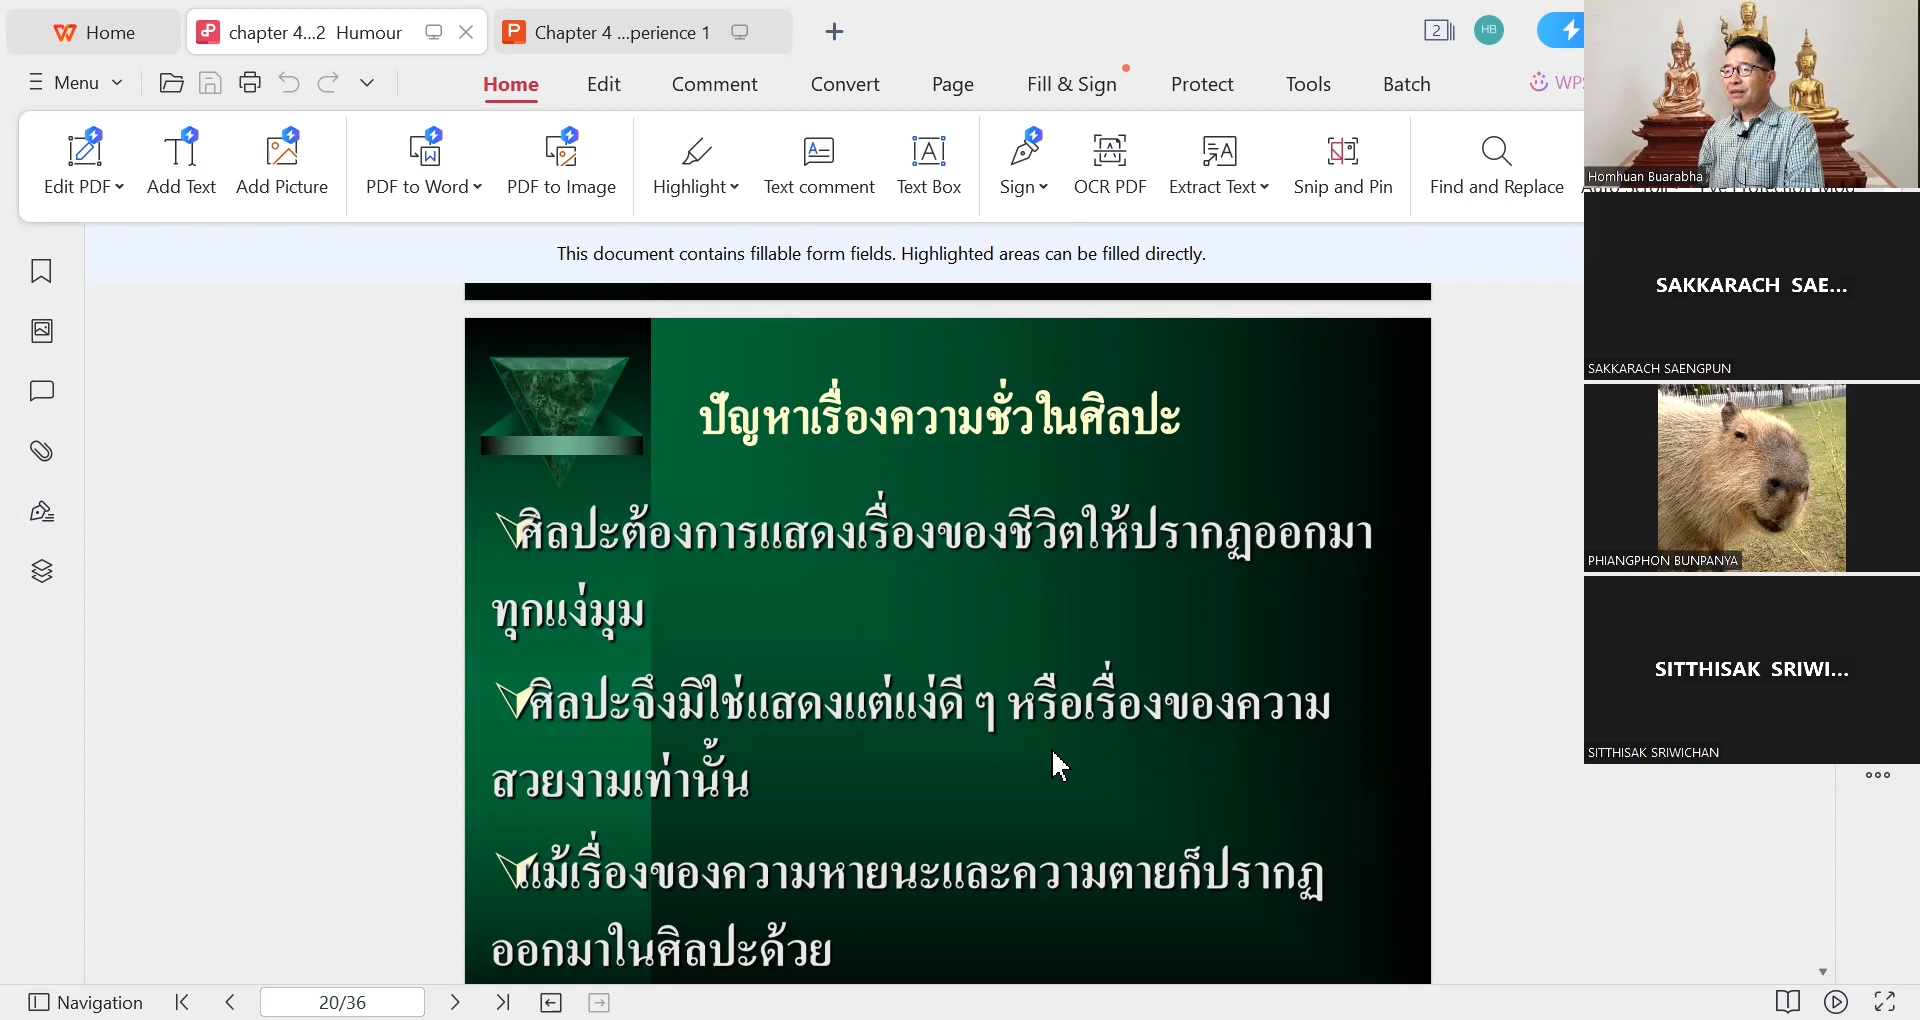 Home
chapter 4...2 Humour
Chapter 4 ...perience 1
2
HB
Menu
Home
Edit
Comment
Convert
Page
Fill & Sign
Protect
Tools
Batch
WPS
Edit PDF
Add Text
Add Picture
PDF to Word
PDF to Image
Highlight
Text comment
Text Box
Sign
OCR PDF
Extract Text
Snip and Pin
Find and Replace
This document contains fillable form fields. Highlighted areas can be filled directly.
ปัญหาเรื่องความชั่วในศิลปะ
ศิลปะต้องการแสดงเรื่องของชีวิตให้ปรากฏออกมา
ทุกแง่มุม
ศิลปะจึงมิใช่แสดงแต่แง่ดี ๆ หรือเรื่องของความ
สวยงามเท่านั้น
แม้เรื่องของความหายนะและความตายก็ปรากฏ
ออกมาในศิลปะด้วย
Homhuan Buarabha
SAKKARACH SAE...
SAKKARACH SAENGPUN
PHIANGPHON BUNPANYA
SITTHISAK SRIWI...
SITTHISAK SRIWICHAN
Navigation
20/36